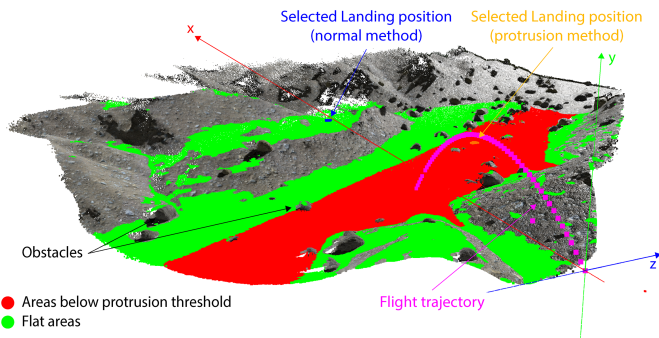 Selected Landing position
(normal method)
Selected Landing position
(protrusion method)
x
y
Obstacles
z
Areas below protrusion threshold
Flight trajectory
Flat areas